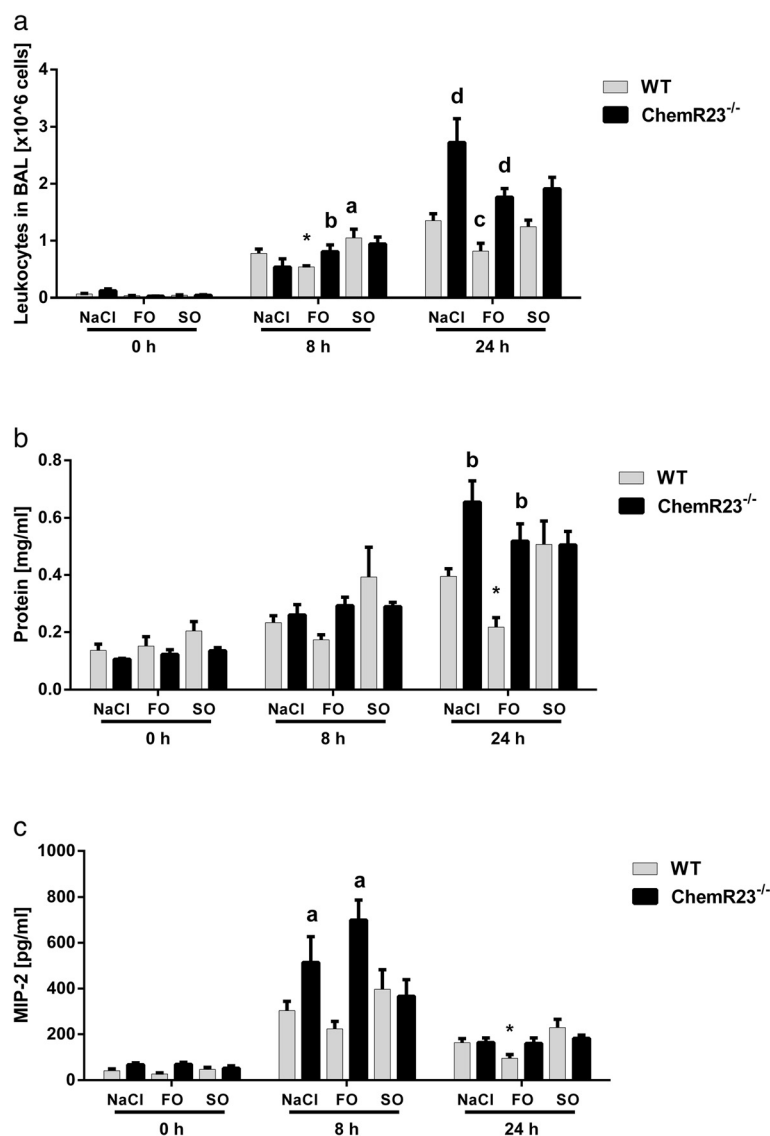 a
Leukocytes in BAL [x10^6 cells]
4
3
2
1
0
* b a
d c d
WT
ChemR23-/-
NaCl FO SO NaCl FO SO NaCl FO SO
0 h 8 h 24 h
b
Protein [mg/ml]
0.8
0.6
0.4
0.2
0.0
b * b
WT
ChemR23-/-
NaCl FO SO NaCl FO SO NaCl FO SO
0 h 8 h 24 h
c
MIP-2 [pg/ml]
1000
800
600
400
200
0
a a
*
WT
ChemR23-/-
NaCl FO SO NaCl FO SO NaCl FO SO
0 h 8 h 24 h